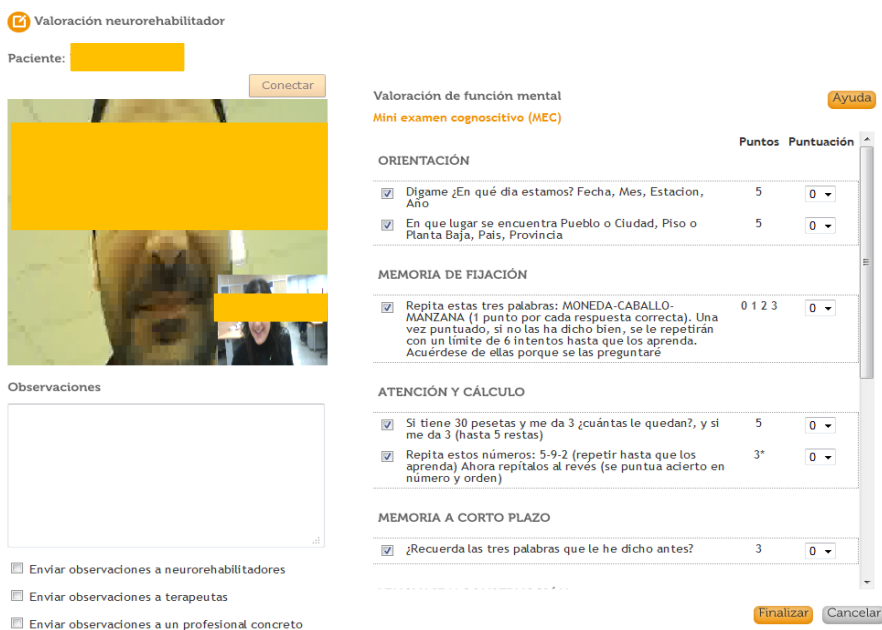 Valoración neurorehabilitador
Paciente:
Conectar
Observaciones
Enviar observaciones a neurorehabilitadores
Enviar observaciones a terapeutas
Enviar observaciones a un profesional concreto
Valoración de función mental
Ayuda
Mini examen cognoscitivo (MEC)
Puntos Puntuación
ORIENTACIÓN
Digame ¿En qué dia estamos? Fecha, Mes, Estacion, 5 0
Año
En que lugar se encuentra Pueblo o Ciudad, Piso o 5 0
Planta Baja, Pais, Provincia
MEMORIA DE FIJACIÓN
Repita estas tres palabras: MONEDA-CABALLO- 0 1 2 3 0
MANZANA (1 punto por cada respuesta correcta). Una
vez puntuado, si no las ha dicho bien, se le repetirán
con un límite de 6 intentos hasta que los aprenda.
Acuérdese de ellas porque se las preguntaré
ATENCIÓN Y CÁLCULO
Si tiene 30 pesetas y me da 3 ¿cuántas le quedan?, y si 5 0
me da 3 (hasta 5 restas)
Repita estos números: 5-9-2 (repetir hasta que los 3* 0
aprenda) Ahora repítalos al revés (se puntua acierto en
número y orden)
MEMORIA A CORTO PLAZO
¿Recuerda las tres palabras que le he dicho antes? 3 0
Finalizar Cancelar